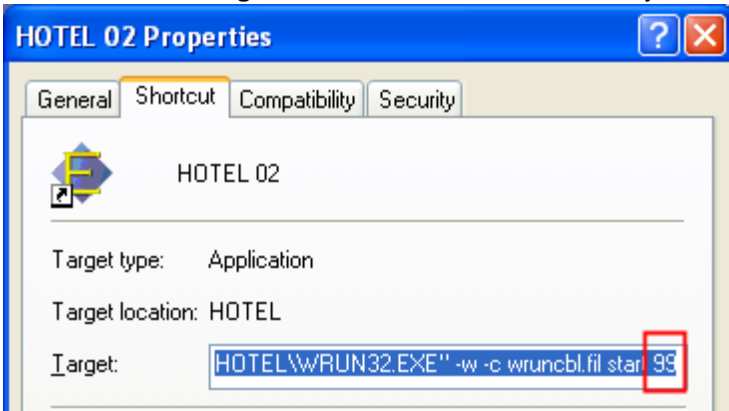 HOTEL 02 Properties
General Shortcut Compatibility Security
HOTEL 02
Target type: Application
Target location: HOTEL
Target: HOTEL\WRUN32.EXE" -w -c wruncbl.fil start 99